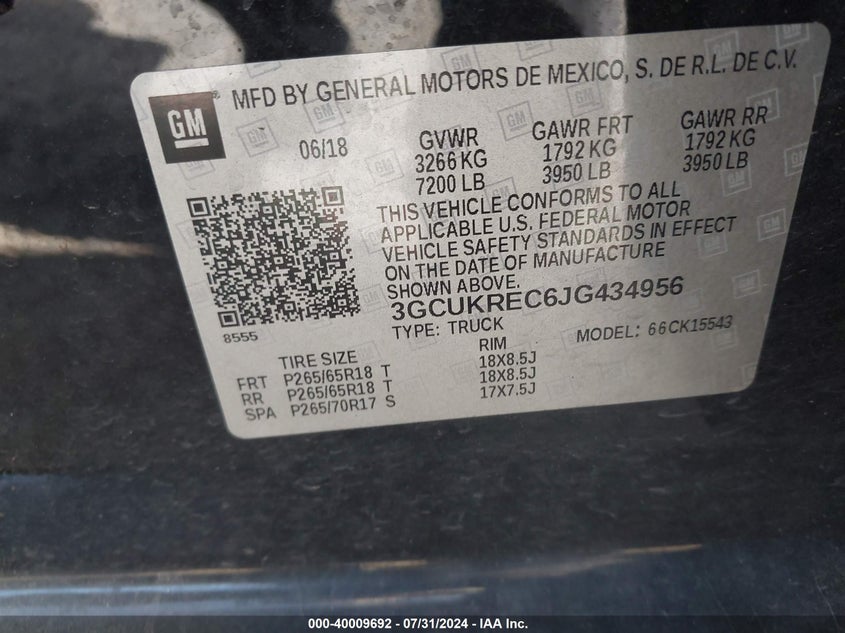 MFD BY GENERAL MOTORS DE MEXICO, S. DE R.L. DE C.V.
GM
®
06/18
GVWR
3266 KG
7200 LB
GAWR FRT
1792 KG
3950 LB
GAWR RR
1792 KG
3950 LB
THIS VEHICLE CONFORMS TO ALL
APPLICABLE U.S. FEDERAL MOTOR
VEHICLE SAFETY STANDARDS IN EFFECT
ON THE DATE OF MANUFACTURE
SHOWN ABOVE.
3GCUKREC6JG434956
8555
TYPE: TRUCK
MODEL: 66CK15543
TIRE SIZE RIM
FRT P265/65R18 T 18X8.5J
RR P265/65R18 T 18X8.5J
SPA P265/70R17 S 17X7.5J
000-40009692 - 07/31/2024 - IAAI, Inc.